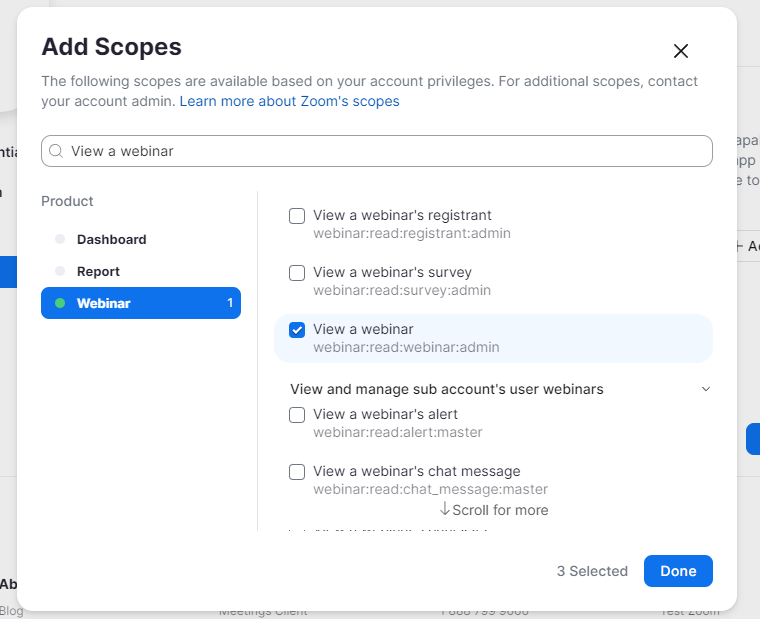 Add Scopes
The following scopes are available based on your account privileges. For additional scopes, contact
your account admin. Learn more about Zoom's scopes
View a webinar
Product
Dashboard
Report
Webinar 1
View a webinar's registrant
webinar:read:registrant:admin
View a webinar's survey
webinar:read:survey:admin
View a webinar
webinar:read:webinar:admin
View and manage sub account's user webinars
View a webinar's alert
webinar:read:alert:master
View a webinar's chat message
webinar:read:chat_message:master
Scroll for more
3 Selected
Done
Ab
Blog
Meetings Client